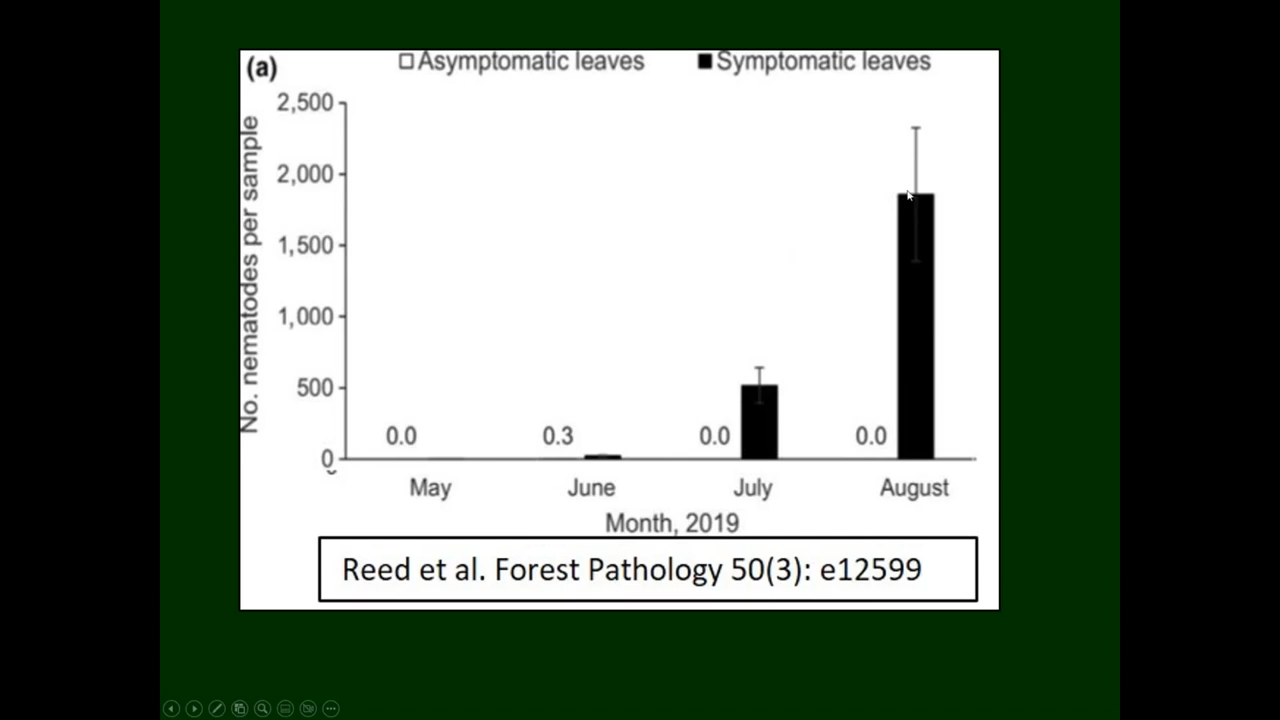 (a)
Asymptomatic leaves
Symptomatic leaves
No. nematodes per sample
2,500
2,000
1,500
1,000
500
0
0.0
0.3
0.0
0.0
May
June
July
August
Month, 2019
Reed et al. Forest Pathology 50(3): e12599